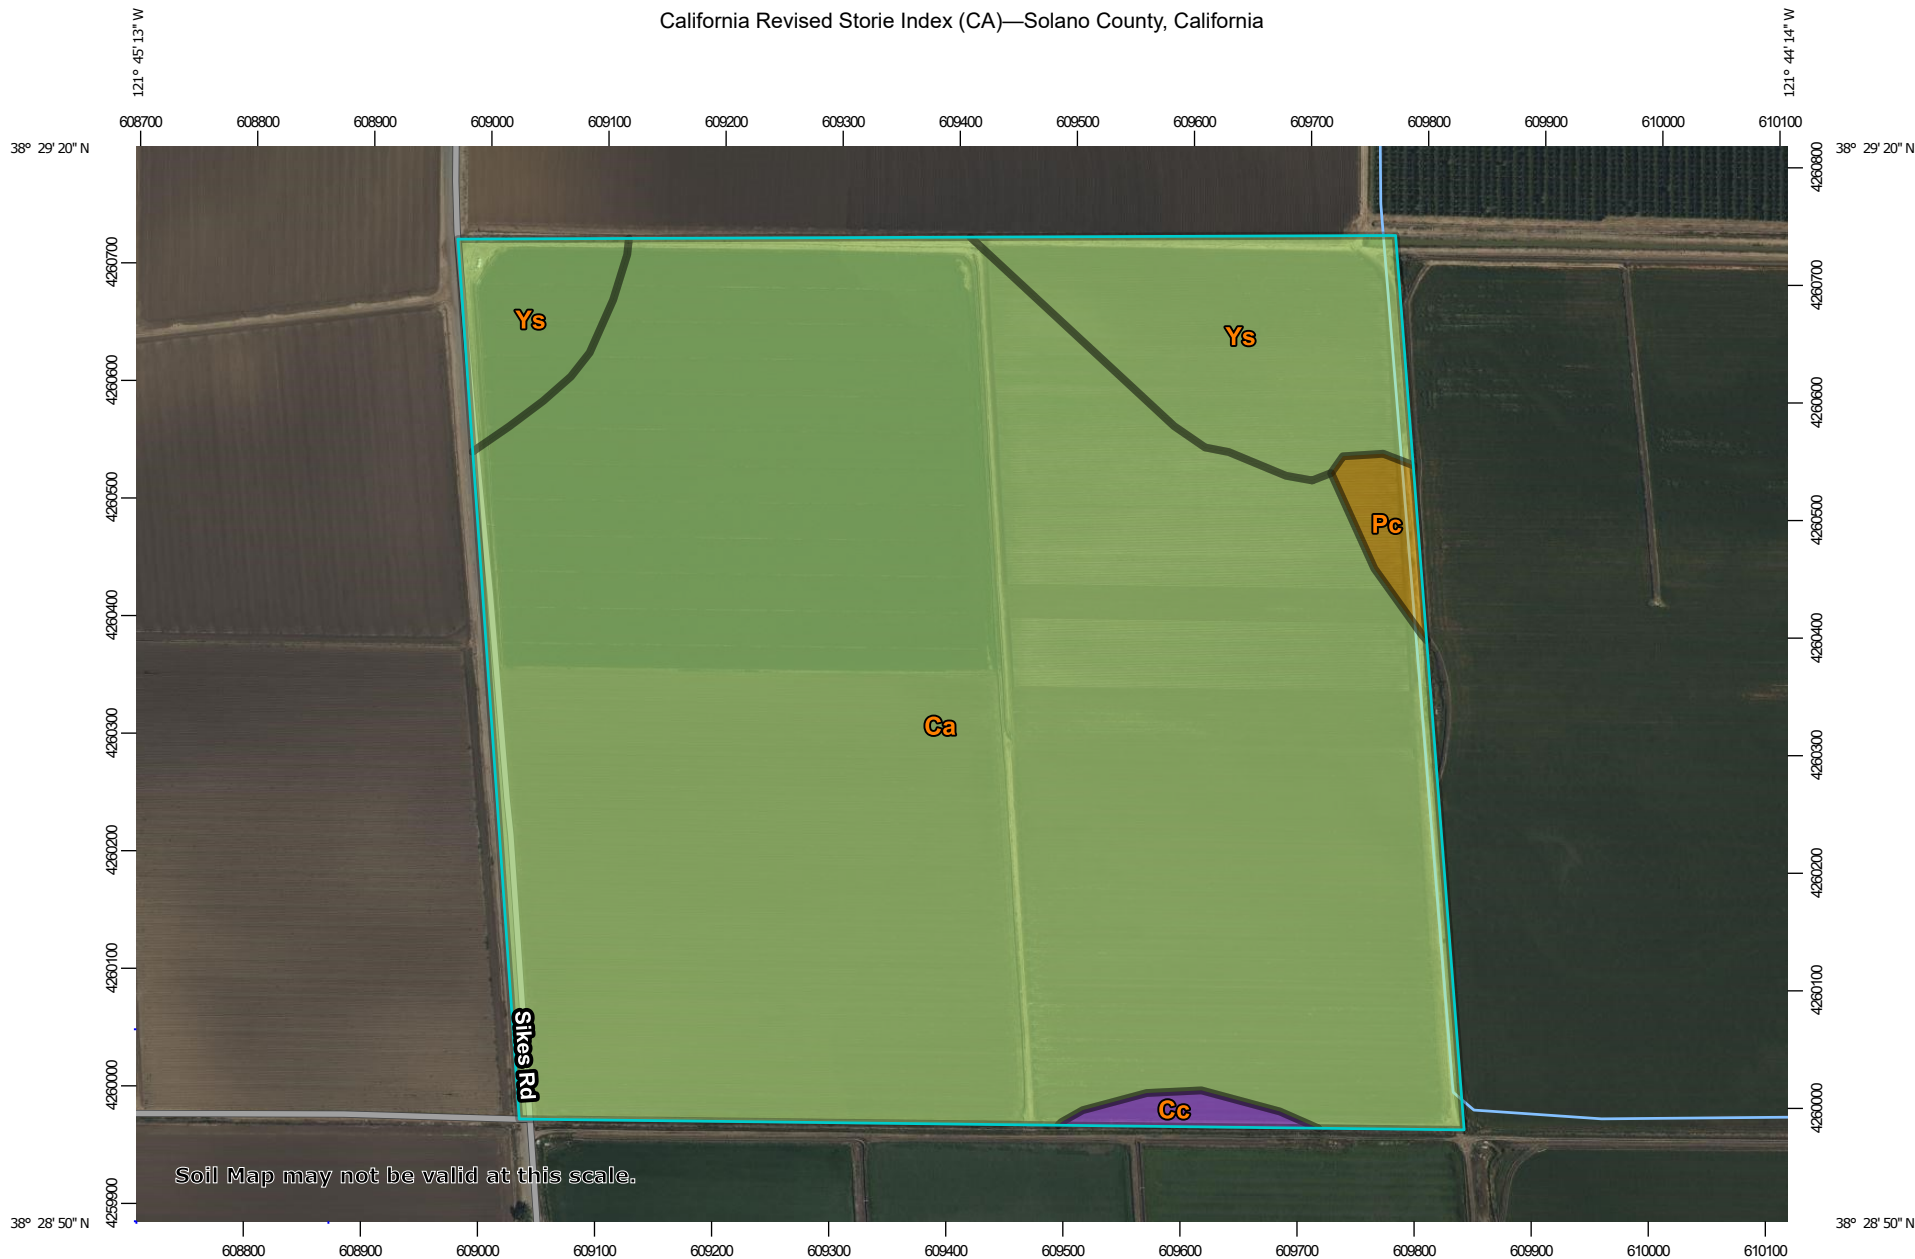 California Revised Storie Index (CA)—Solano County, California
121° 45' 13'' W
121° 44' 14'' W
608700 608800 608900 609000 609100 609200 609300 609400 609500 609600 609700 609800 609900 610000 610100
38° 29' 20'' N
38° 29' 20'' N
4260800
4260700
4260700
Ys
Ys
4260600
4260600
4260500
4260500
Pc
4260400
4260400
Ca
4260300
4260300
4260200
4260200
4260100
4260100
Sikes Rd
4260000
4260000
Cc
Soil Map may not be valid at this scale.
4259900
38° 28' 50'' N
38° 28' 50'' N
608800 608900 609000 609100 609200 609300 609400 609500 609600 609700 609800 609900 610000 610100